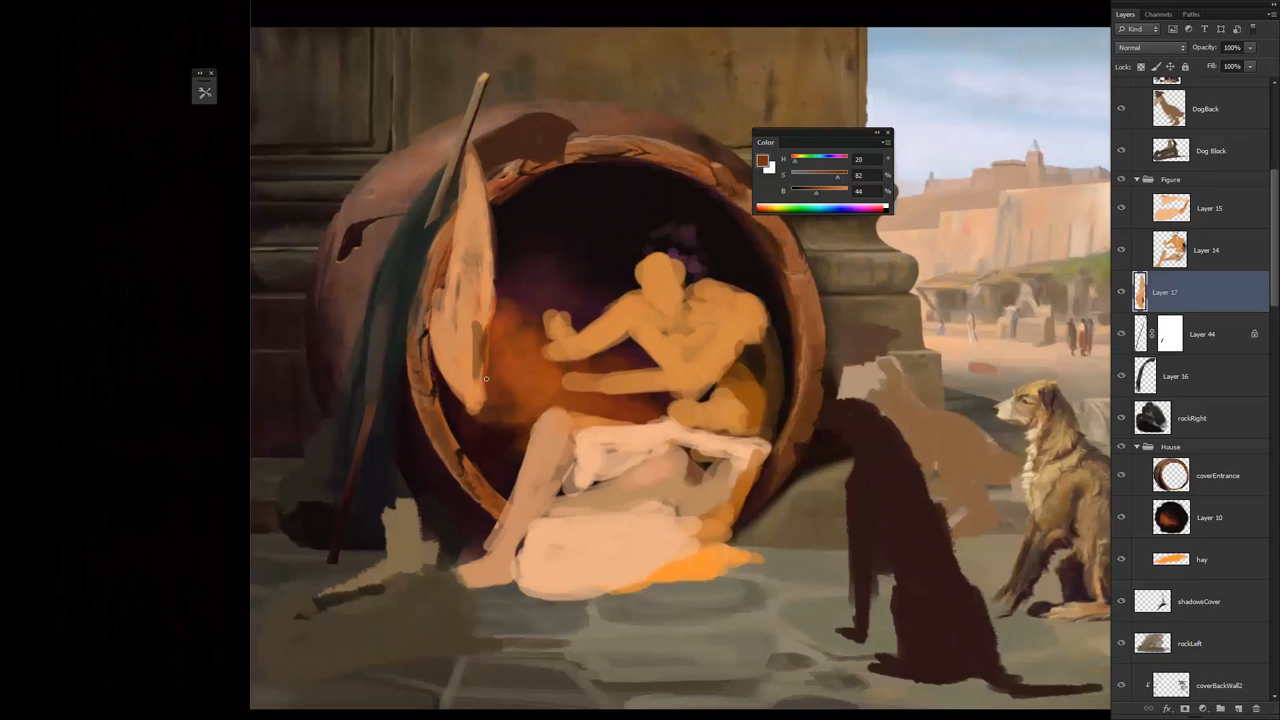 Layers Channels Paths
Kind
Normal Opacity: 100%
Lock: Fill: 100%
DogBack
Dog Block
Figure
Layer 15
Layer 14
Layer 17
Layer 44
Layer 16
rockRight
House
coverEntrance
Layer 10
hay
shadowsCover
rockLeft
coverBackWall2
fx
Color
H 20 °
S 82 %
B 44 %